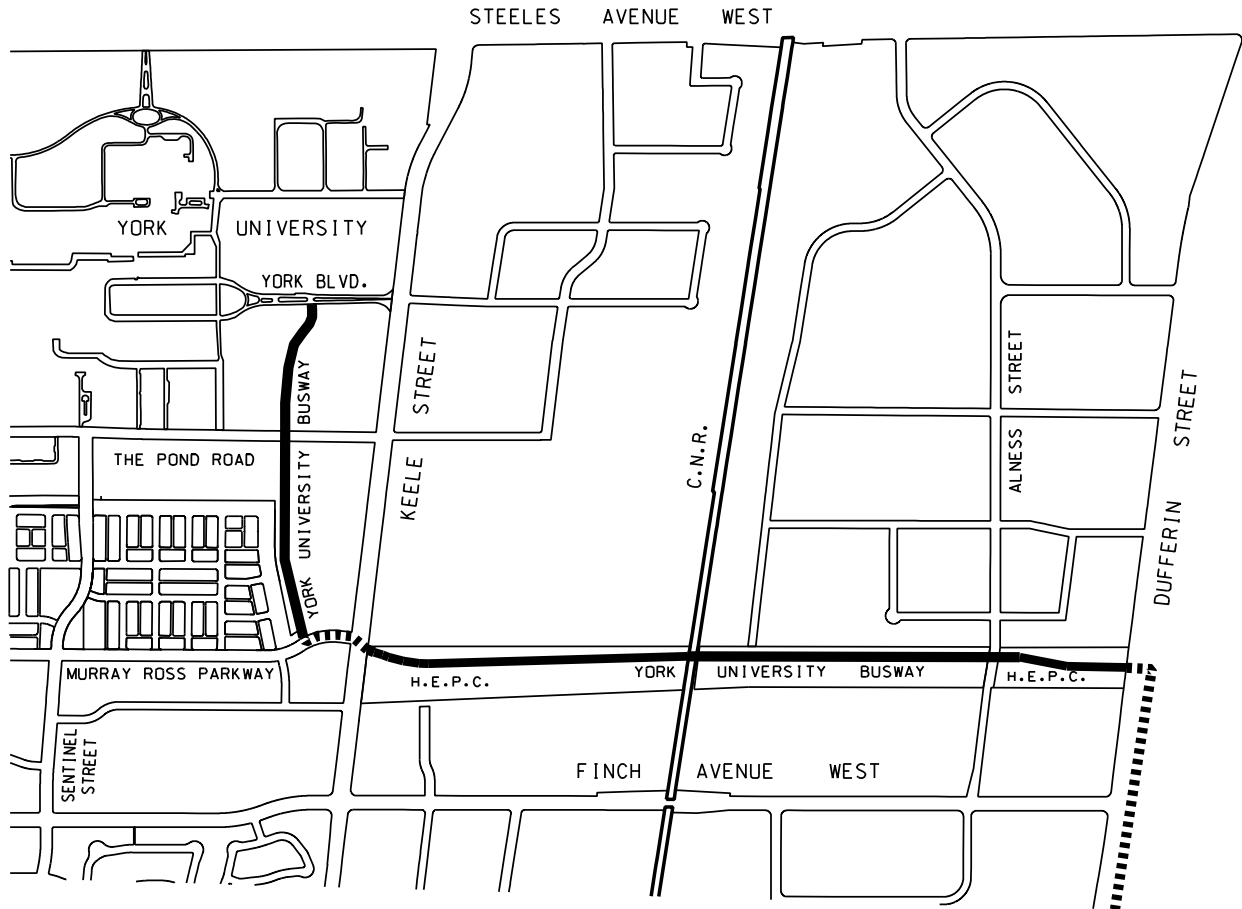 STEELES AVENUE WEST
YORK UNIVERSITY
YORK BLVD.
YORK UNIVERSITY BUSWAY
KEELE STREET
C.N.R.
ALNESS STREET
DUFFERIN STREET
THE POND ROAD
MURRAY ROSS PARKWAY
H.E.P.C.
YORK UNIVERSITY BUSWAY
H.E.P.C.
SENTINEL
STREET
FINCH AVENUE WEST